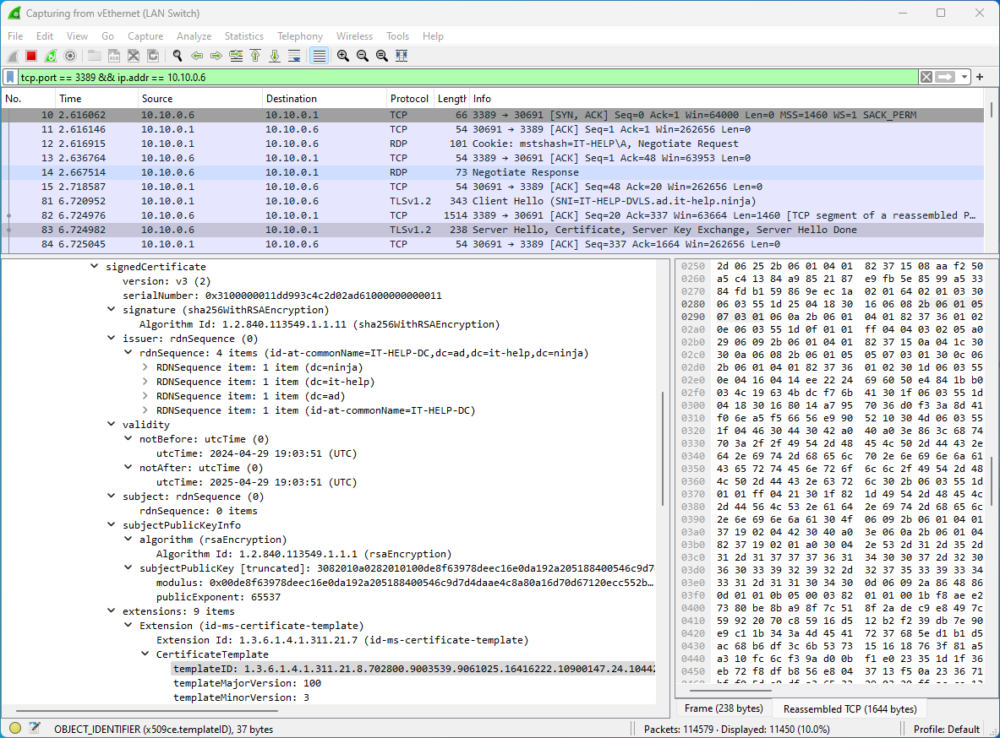 Capturing from vEthernet (LAN Switch)
File Edit View Go Capture Analyze Statistics Telephony Wireless Tools Help
tcp.port == 3389 && ip.addr == 10.10.0.6
No. Time Source Destination Protocol Length Info
10 2.616062 10.10.0.6 10.10.0.1 TCP 66 3389 → 30691 [SYN, ACK] Seq=0 Ack=1 Win=64000 Len=0 MSS=1460 WS=1 SACK_PERM
11 2.616146 10.10.0.1 10.10.0.6 TCP 54 30691 → 3389 [ACK] Seq=1 Ack=1 Win=262656 Len=0
12 2.616915 10.10.0.1 10.10.0.6 RDP 101 Cookie: mstshash=IT-HELP\A, Negotiate Request
13 2.636764 10.10.0.6 10.10.0.1 TCP 54 3389 → 30691 [ACK] Seq=1 Ack=48 Win=63953 Len=0
14 2.667514 10.10.0.6 10.10.0.1 RDP 73 Negotiate Response
15 2.718587 10.10.0.1 10.10.0.6 TCP 54 30691 → 3389 [ACK] Seq=48 Ack=20 Win=262656 Len=0
81 6.720952 10.10.0.1 10.10.0.6 TLSv1.2 343 Client Hello (SNI=IT-HELP-DVLS.ad.it-help.ninja)
82 6.724976 10.10.0.6 10.10.0.1 TCP 1514 3389 → 30691 [ACK] Seq=20 Ack=337 Win=63664 Len=1460 [TCP segment of a reassembled P…
83 6.724982 10.10.0.6 10.10.0.1 TLSv1.2 238 Server Hello, Certificate, Server Key Exchange, Server Hello Done
84 6.725045 10.10.0.1 10.10.0.6 TCP 54 30691 → 3389 [ACK] Seq=337 Ack=1664 Win=262656 Len=0
signedCertificate
version: v3 (2)
serialNumber: 0x3100000011dd993c4c2d02ad61000000000011
signature (sha256WithRSAEncryption)
Algorithm Id: 1.2.840.113549.1.1.11 (sha256WithRSAEncryption)
issuer: rdnSequence (0)
rdnSequence: 4 items (id-at-commonName=IT-HELP-DC,dc=ad,dc=it-help,dc=ninja)
RDNSequence item: 1 item (dc=ninja)
RDNSequence item: 1 item (dc=it-help)
RDNSequence item: 1 item (dc=ad)
RDNSequence item: 1 item (id-at-commonName=IT-HELP-DC)
validity
notBefore: utcTime (0)
utcTime: 2024-04-29 19:03:51 (UTC)
notAfter: utcTime (0)
utcTime: 2025-04-29 19:03:51 (UTC)
subject: rdnSequence (0)
rdnSequence: 0 items
subjectPublicKeyInfo
algorithm (rsaEncryption)
Algorithm Id: 1.2.840.113549.1.1.1 (rsaEncryption)
subjectPublicKey [truncated]: 3082010a0282010100de8f63978deec16e0da192a205188400546c9d7
modulus: 0x00de8f63978deec16e0da192a205188400546c9d7d4daae4c8a80a16d70d67120ecc552b…
publicExponent: 65537
extensions: 9 items
Extension (id-ms-certificate-template)
Extension Id: 1.3.6.1.4.1.311.21.7 (id-ms-certificate-template)
CertificateTemplate
templateID: 1.3.6.1.4.1.311.21.8.702800.9003539.9061025.16416222.10900147.24.10442
templateMajorVersion: 100
templateMinorVersion: 3
0250 2d 06 25 2b 06 01 04 01 82 37 15 08 aa f2 50
0260 a5 c4 13 84 a9 85 21 87 e9 fb 5e 85 99 a5 33
0270 84 fd b1 59 86 9e ec 1a 02 01 64 02 01 03 30
0280 06 03 55 1d 25 04 18 30 16 06 08 2b 06 01 05
0290 07 03 01 06 0a 2b 06 01 04 01 82 37 36 01 02
02a0 0e 06 03 55 1d 0f 01 01 ff 04 04 03 02 05 a0
02b0 29 06 09 2b 06 01 04 01 82 37 15 0a 04 1c 30
02c0 30 0a 06 08 2b 06 01 05 05 07 03 01 30 0c 06
02d0 2b 06 01 04 01 82 37 36 01 02 30 1d 06 03 55
02e0 0e 04 16 04 14 ee 22 24 69 60 50 e4 84 1b b0
02f0 03 4c 19 63 4b dc f7 6b 41 30 1f 06 03 55 1d
0300 04 18 30 16 80 14 a7 95 70 36 d0 f3 3a 8d 41
0310 f0 6e a5 f5 66 56 e9 90 52 10 30 4d 06 03 55
0320 1f 04 46 30 44 30 42 a0 40 a0 3e 86 3c 68 74
0330 70 3a 2f 2f 49 54 2d 48 45 4c 50 2d 44 43 2e
0340 64 2e 69 74 2d 68 65 6c 70 2e 6e 69 6e 6a 61
0350 43 65 72 74 45 6e 72 6f 6c 6c 2f 49 54 2d 48
0360 4c 50 2d 44 43 2e 63 72 6c 30 2b 06 03 55 1d
0370 01 01 ff 04 21 30 1f 82 1d 49 54 2d 48 45 4c
0380 2d 44 56 4c 53 2e 61 64 2e 69 74 2d 68 65 6c
0390 2e 6e 69 6e 6a 61 30 4f 06 09 2b 06 01 04 01
03a0 37 19 02 04 42 30 40 a0 3e 06 0a 2b 06 01 04
03b0 82 37 19 02 01 a0 30 04 2e 53 2d 31 2d 35 2d
03c0 31 2d 31 37 37 37 36 31 34 30 30 37 2d 32 30
03d0 36 30 33 39 32 39 32 2d 32 37 35 33 39 33 34
03e0 33 31 2d 31 31 30 34 30 0d 06 09 2a 86 48 86
03f0 0d 01 01 0b 05 00 03 82 01 01 00 1b f8 ae e2
0400 73 80 be 8b a9 8f 7c 51 8f 2a de c9 e8 49 7c
0410 59 92 20 70 c8 59 16 d5 12 b2 f2 39 db 7e 90
0420 e9 c1 1b 34 3a 4d 45 41 72 37 68 5e d1 b1 d5
0430 ac 68 b6 df 3c 6b 53 73 15 16 18 76 3f 81 a5
0440 a3 10 fc 6c f3 9a d0 0b f1 e0 23 35 1d 1f 36
0450 eb 72 f8 df b8 56 e8 04 37 13 f5 0a 23 36 71
Frame (238 bytes) Reassembled TCP (1644 bytes)
OBJECT_IDENTIFIER (x509ce.templateID), 37 bytes Packets: 114579 · Displayed: 11450 (10.0%) Profile: Default